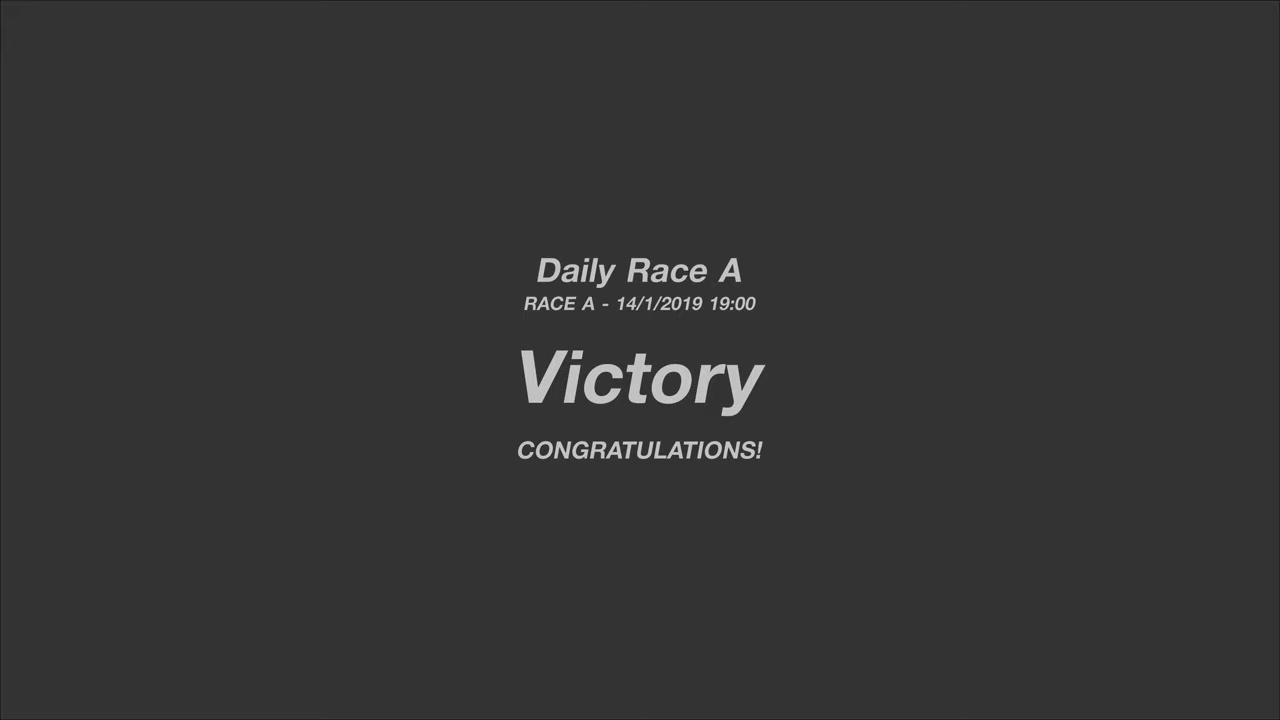 Daily Race A
RACE A - 14/1/2019 19:00
Victory
CONGRATULATIONS!